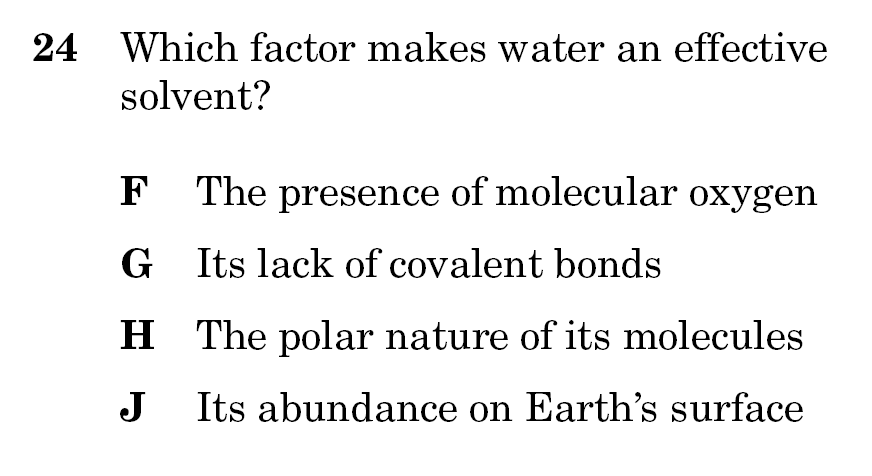 24 Which factor makes water an effective
solvent?
F The presence of molecular oxygen
G Its lack of covalent bonds
H The polar nature of its molecules
J Its abundance on Earth’s surface